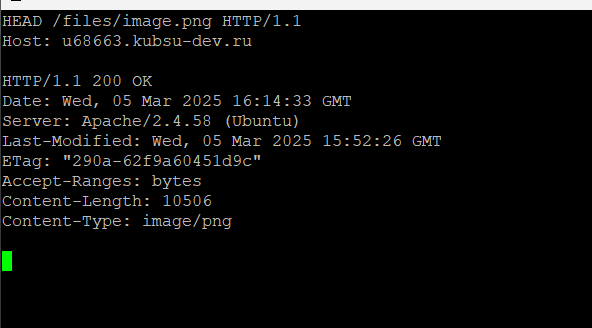 HEAD /files/image.png HTTP/1.1
Host: u68663.kubsu-dev.ru
HTTP/1.1 200 OK
Date: Wed, 05 Mar 2025 16:14:33 GMT
Server: Apache/2.4.58 (Ubuntu)
Last-Modified: Wed, 05 Mar 2025 15:52:26 GMT
ETag: "290a-62f9a60451d9c"
Accept-Ranges: bytes
Content-Length: 10506
Content-Type: image/png